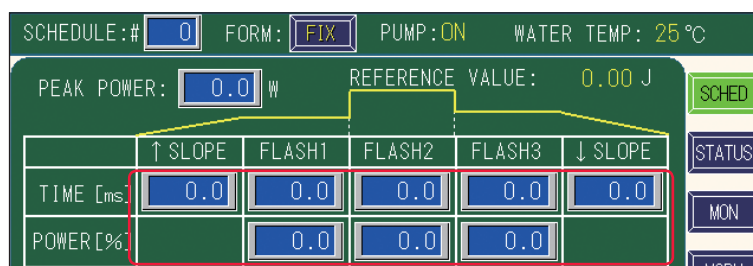 SCHEDULE:# 0 FORM: FIX PUMP:ON WATER TEMP: 25℃
PEAK POWER: 0.0 W REFERENCE VALUE: 0.00 J
SCHED
↑SLOPE FLASH1 FLASH2 FLASH3 ↓SLOPE
STATUS
TIME [ms] 0.0 0.0 0.0 0.0 0.0
MON
POWER[%] 0.0 0.0 0.0